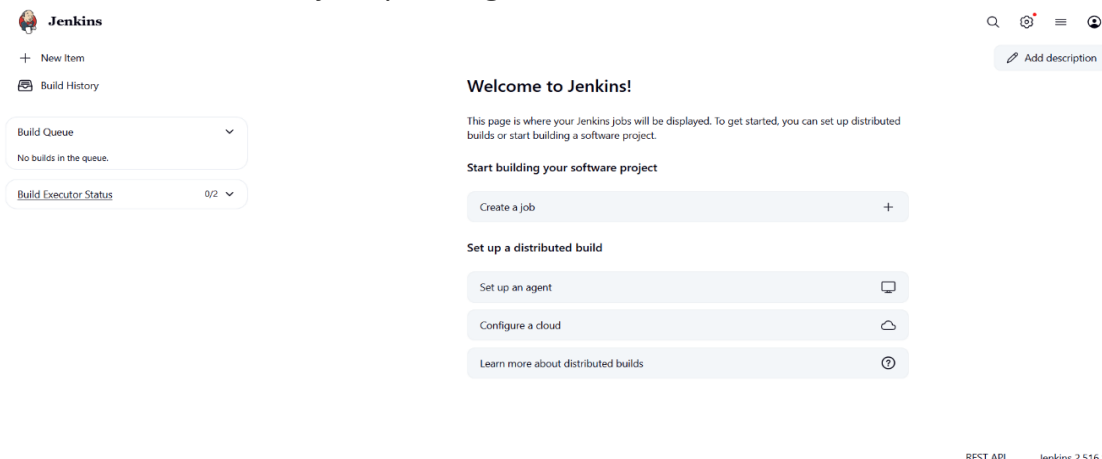 Jenkins
+ New Item
Build History
Add description
Welcome to Jenkins!
This page is where your Jenkins jobs will be displayed. To get started, you can set up distributed
builds or start building a software project.
Build Queue
No builds in the queue.
Start building your software project
Build Executor Status 0/2
Create a job +
Set up a distributed build
Set up an agent
Configure a cloud
Learn more about distributed builds
REST API Jenkins 2.516